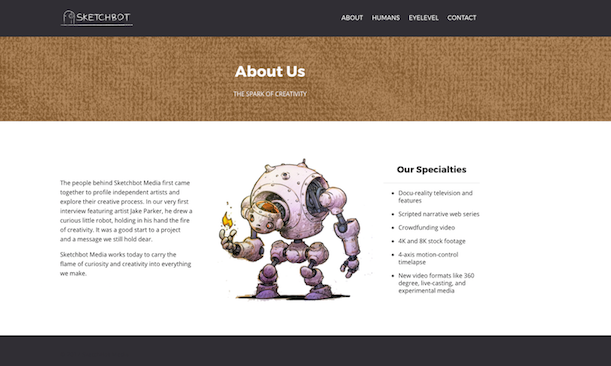 SKETCHBOT
ABOUT HUMANS EYELEVEL CONTACT
About Us
THE SPARK OF CREATIVITY
The people behind Sketchbot Media first came
together to profile independent artists and
explore their creative process. In our very first
interview featuring artist Jake Parker, he drew a
curious little robot, holding in his hand the fire
of creativity. It was a good start to a project
and a message we still hold dear.
Sketchbot Media works today to carry the
flame of curiosity and creativity into everything
we make.
Our Specialties
Docu-reality television and
features
Scripted narrative web series
Crowdfunding video
4K and 8K stock footage
4-axis motion-control
timelapse
New video formats like 360
degree, live-casting, and
experimental media